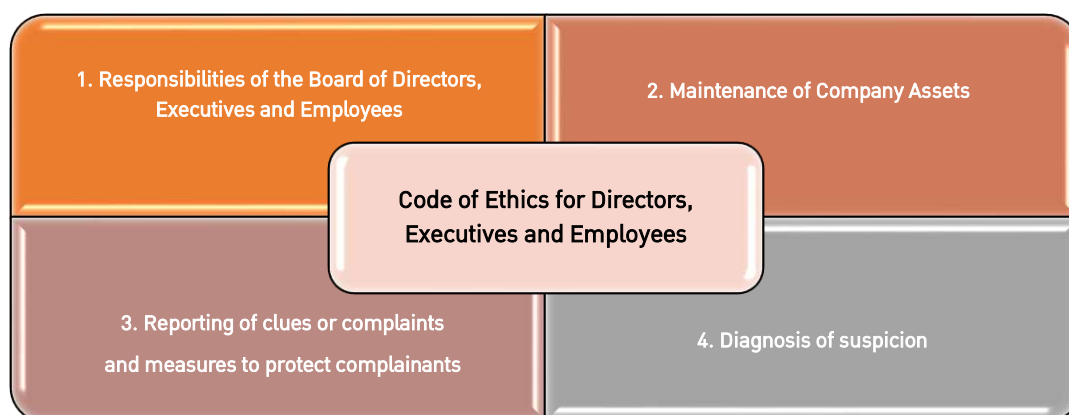 1. Responsibilities of the Board of Directors,
Executives and Employees
2. Maintenance of Company Assets
Code of Ethics for Directors,
Executives and Employees
3. Reporting of clues or complaints
and measures to protect complainants
4. Diagnosis of suspicion